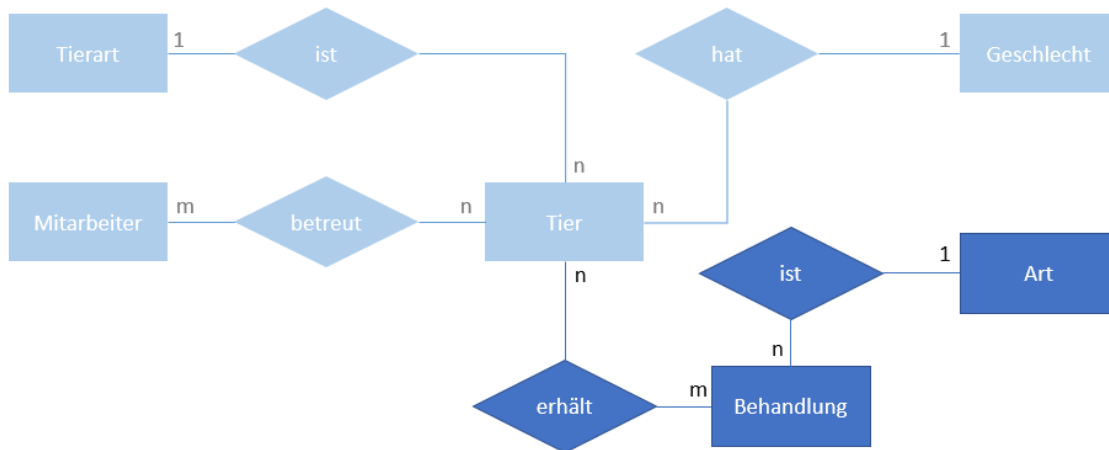 Tierart 1 ist hat 1 Geschlecht
n
Mitarbeiter m betreut n Tier n
n ist 1 Art
n
erhält m Behandlung